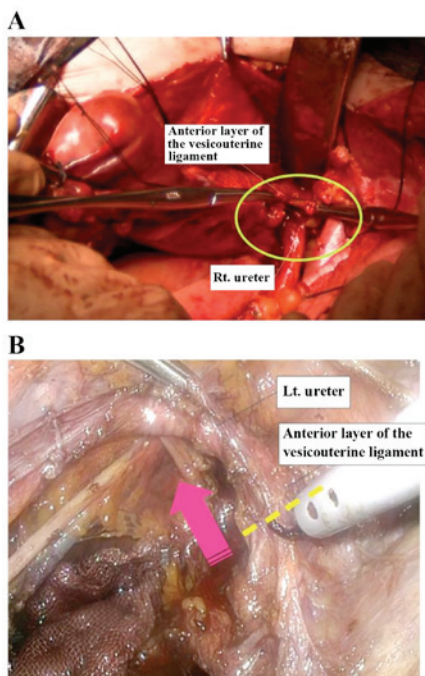 A
Anterior layer of
the vesicouterine
ligament
Rt. ureter
B
Lt. ureter
Anterior layer of the
vesicouterine ligament